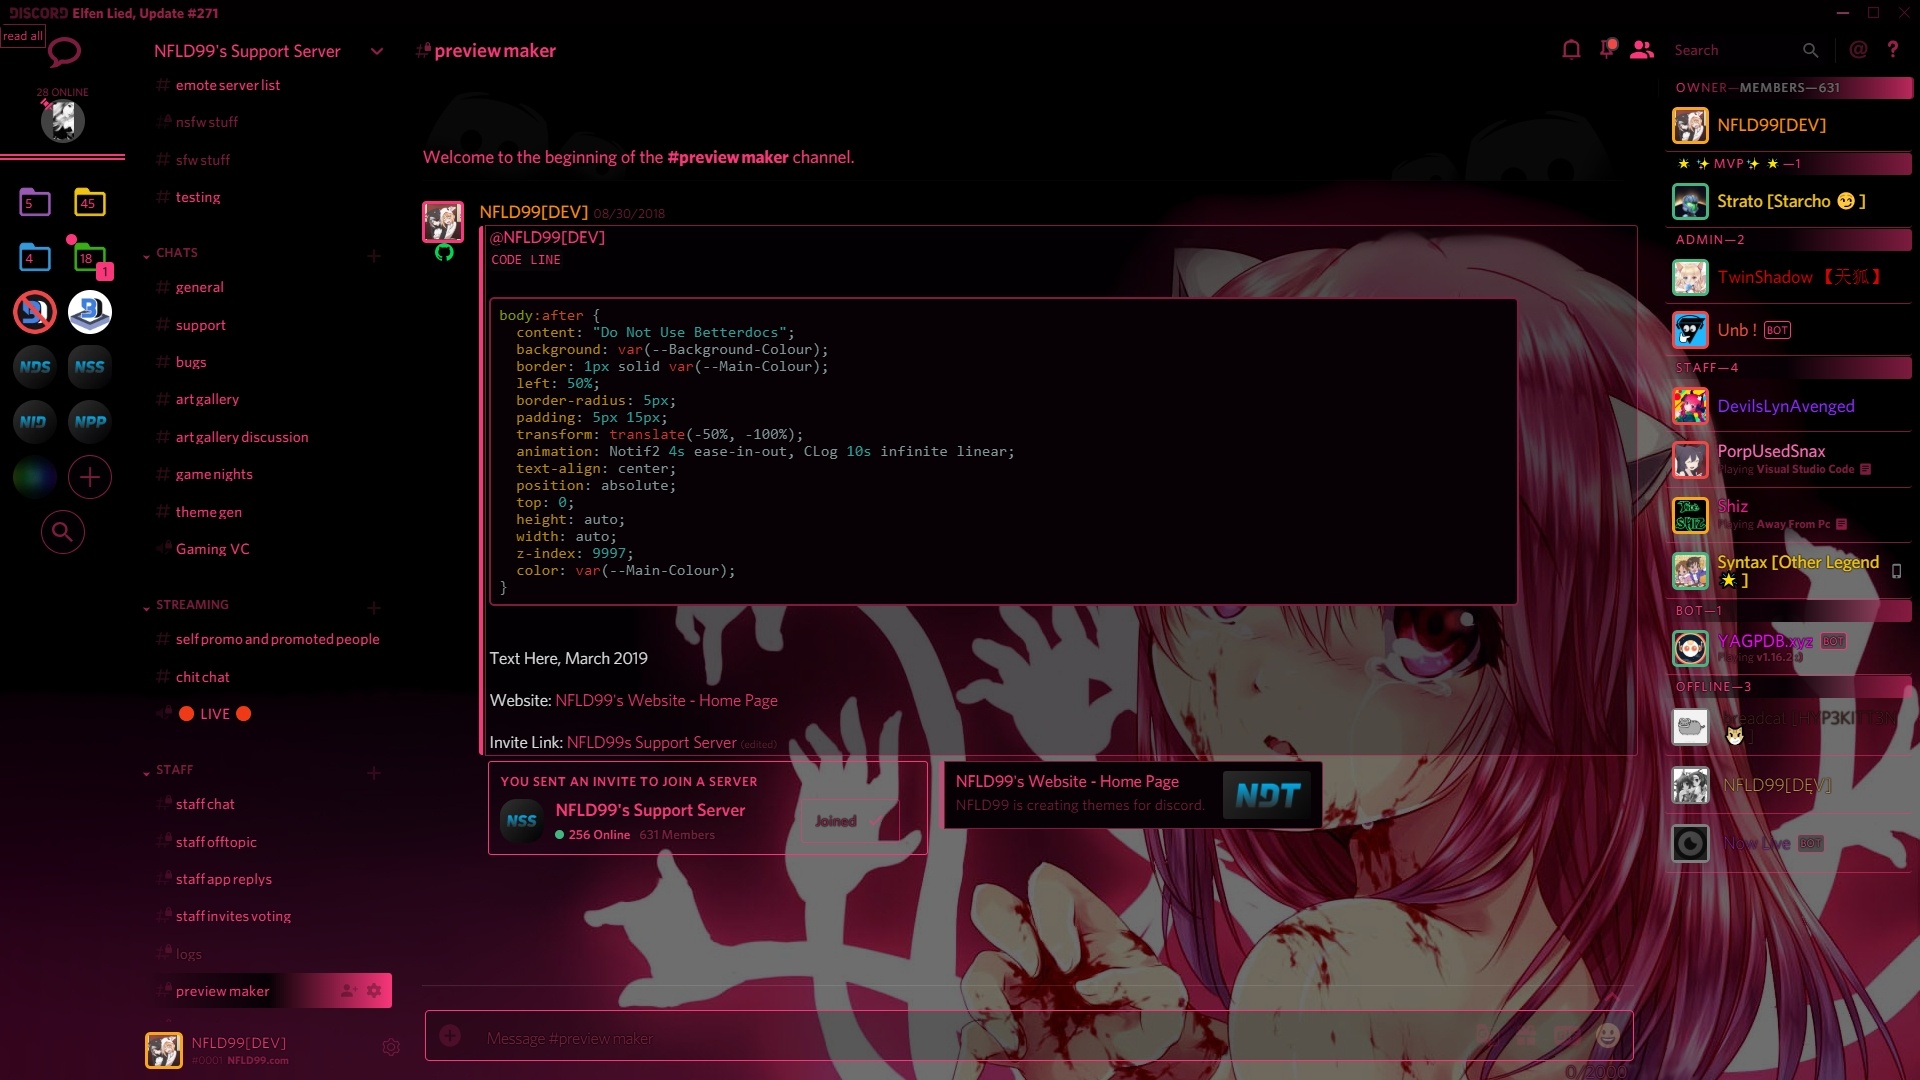 DISCORD Elfen Lied, Update #271
read all
28 ONLINE
5
45
4
18
1
NDS
NSS
NID
NPP
NFLD99's Support Server
emote server list
nsfw stuff
sfw stuff
testing
CHATS
general
support
bugs
art gallery
art gallery discussion
game nights
theme gen
Gaming VC
STREAMING
self promo and promoted people
chit chat
LIVE
STAFF
staff chat
staff offtopic
staff app replys
staff invites voting
logs
preview maker
NFLD99[DEV]
#0001 NFLD99.com
preview maker
Search
Welcome to the beginning of the #preview maker channel.
NFLD99[DEV] 08/30/2018
@NFLD99[DEV]
CODE LINE
body:after {
content: "Do Not Use Betterdocs";
background: var(--Background-Colour);
border: 1px solid var(--Main-Colour);
left: 50%;
border-radius: 5px;
padding: 5px 15px;
transform: translate(-50%, -100%);
animation: Notif2 4s ease-in-out, CLog 10s infinite linear;
text-align: center;
position: absolute;
top: 0;
height: auto;
width: auto;
z-index: 9997;
color: var(--Main-Colour);
}
Text Here, March 2019
Website: NFLD99's Website - Home Page
Invite Link: NFLD99s Support Server (edited)
YOU SENT AN INVITE TO JOIN A SERVER
NSS
NFLD99's Support Server
256 Online 631 Members
Joined
NFLD99's Website - Home Page
NFLD99 is creating themes for discord.
NDT
Message #preview maker
0/2000
OWNER—MEMBERS—631
NFLD99[DEV]
MVP —1
Strato [Starcho 😏 ]
ADMIN—2
TwinShadow 【天狐】
Unb ! BOT
STAFF—4
DevilsLynAvenged
PorpUsedSnax
Playing Visual Studio Code
The SHIZ
Shiz
Playing Away From Pc
Syntax [Other Legend
]
BOT—1
YAGPDB.xyz BOT
Playing v1.16.2
OFFLINE—3
NFLD99[DEV]
Now Live BOT